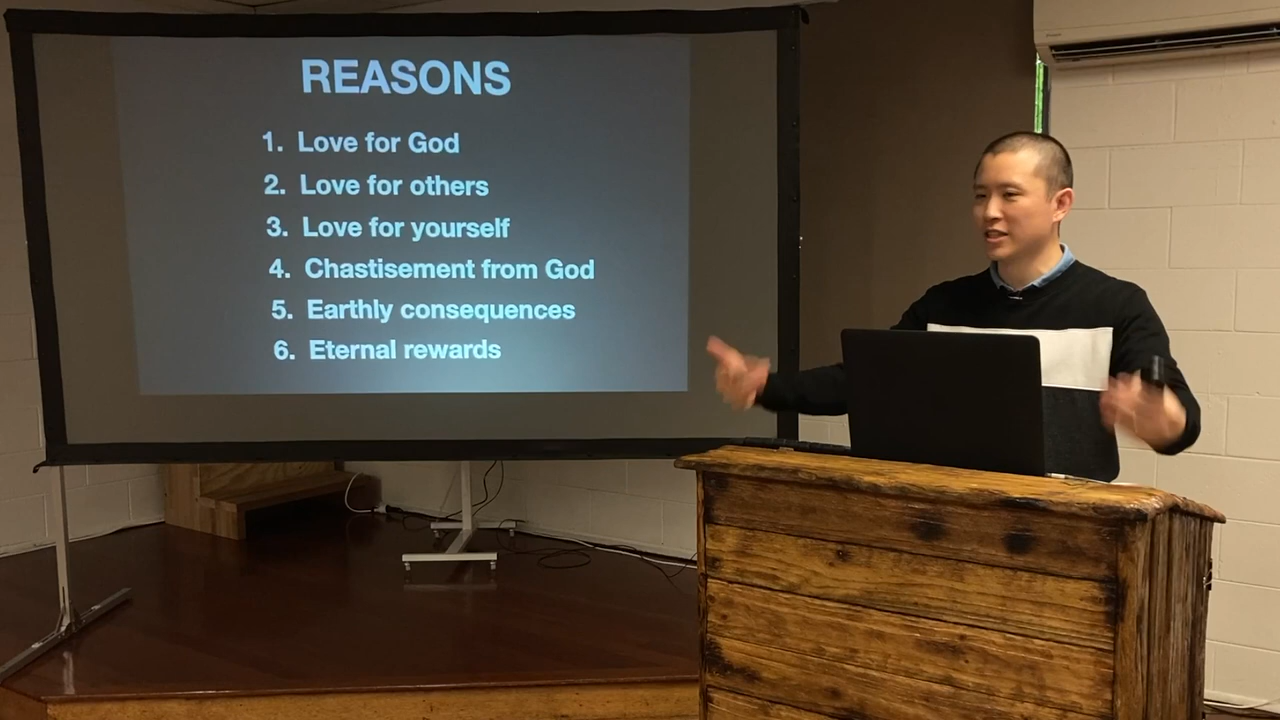 REASONS
1. Love for God
2. Love for others
3. Love for yourself
4. Chastisement from God
5. Earthly consequences
6. Eternal rewards